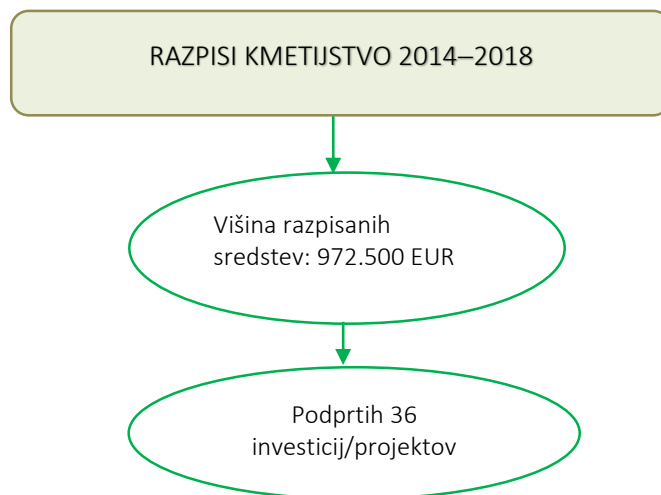 RAZPISI KMETIJSTVO 2014–2018
Višina razpisanih
sredstev: 972.500 EUR
Podprtih 36
investicij/projektov